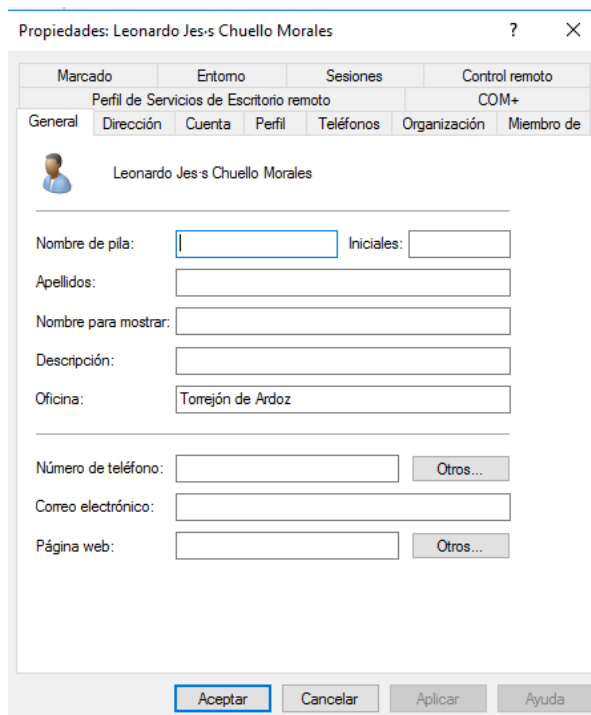 Propiedades: Leonardo Jes·s Chuello Morales ? ×
Marcado Entorno Sesiones Control remoto
Perfil de Servicios de Escritorio remoto COM+
General Dirección Cuenta Perfil Teléfonos Organización Miembro de
Leonardo Jes·s Chuello Morales
Nombre de pila: Iniciales:
Apellidos:
Nombre para mostrar:
Descripción:
Oficina: Torrejón de Ardoz
Número de teléfono: Otros...
Correo electrónico:
Página web: Otros...
Aceptar Cancelar Aplicar Ayuda